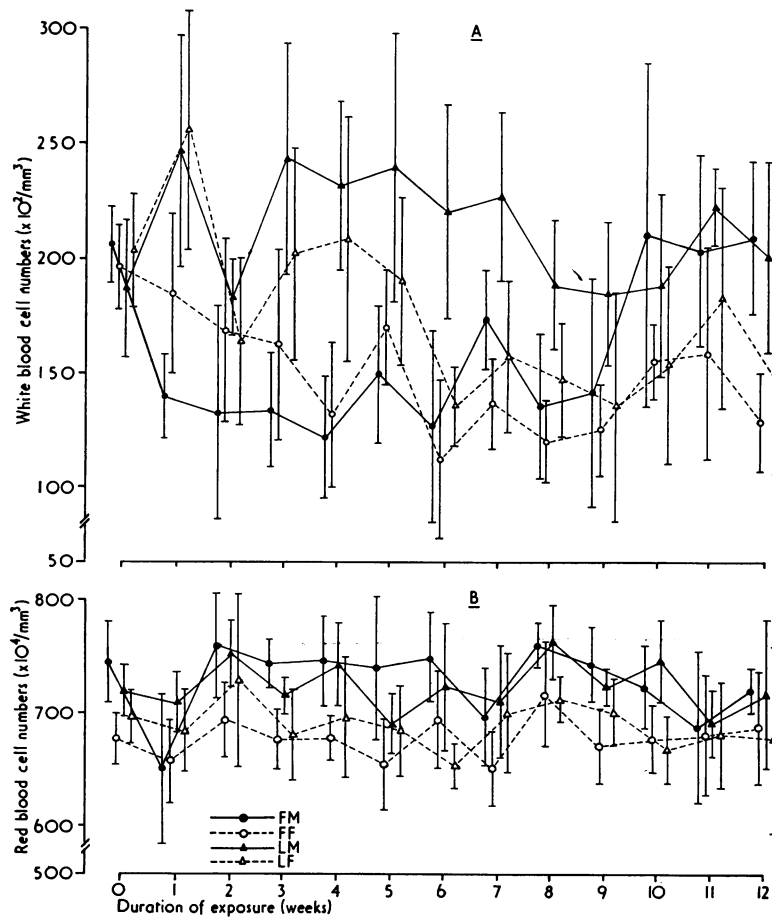 A
300
250
200
150
100
50
White blood cell numbers (x 10²/mm³)
B
800
700
600
500
Red blood cell numbers (x10⁴/mm³)
FM
FF
LM
LF
0 1 2 3 4 5 6 7 8 9 10 11 12
Duration of exposure (weeks)